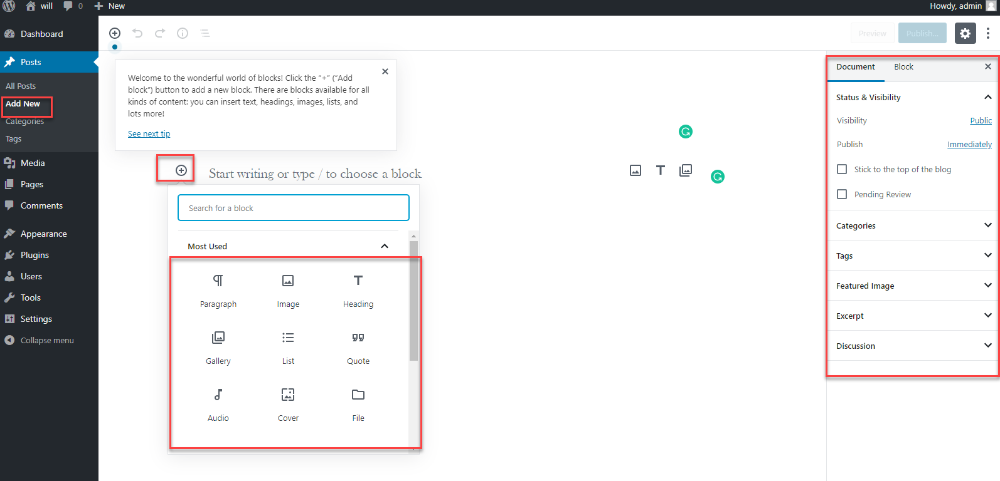 will
0
New
Howdy, admin
Dashboard
Posts
All Posts
Add New
Categories
Tags
Media
Pages
Comments
Appearance
Plugins
Users
Tools
Settings
Collapse menu
Preview
Publish...
Welcome to the wonderful world of blocks! Click the “+” (“Add
block”) button to add a new block. There are blocks available for all
kinds of content: you can insert text, headings, images, lists, and
lots more!
See next tip
Start writing or type / to choose a block
Search for a block
Most Used
Paragraph
Image
Heading
Gallery
List
Quote
Audio
Cover
File
Document
Block
Status & Visibility
Visibility
Public
Publish
Immediately
Stick to the top of the blog
Pending Review
Categories
Tags
Featured Image
Excerpt
Discussion